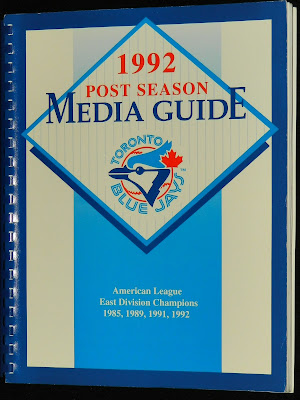 1992
POST SEASON
MEDIA GUIDE
TORONTO
BLUE JAYS
American League
East Division Champions
1985, 1989, 1991, 1992